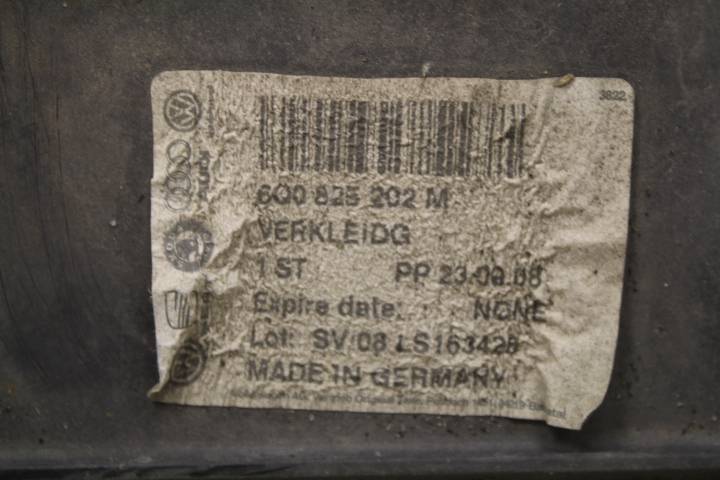 3822
6Q0 825 202 M
VERKLEIDG
1 ST PP 23.09.08
Expire date: NONE
Lot: SV 08 LS163428
MADE IN GERMANY